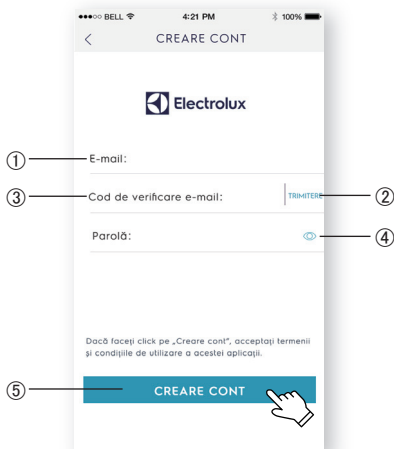 ●●●○○ BELL 4:21 PM 100%
< CREARE CONT
Electrolux
① E-mail:
③ Cod de verificare e-mail: TRIMITERE ②
Parolă: ④
Dacă faceți click pe „Creare cont”, acceptați termenii
și condițiile de utilizare a acestei aplicații.
⑤ CREARE CONT